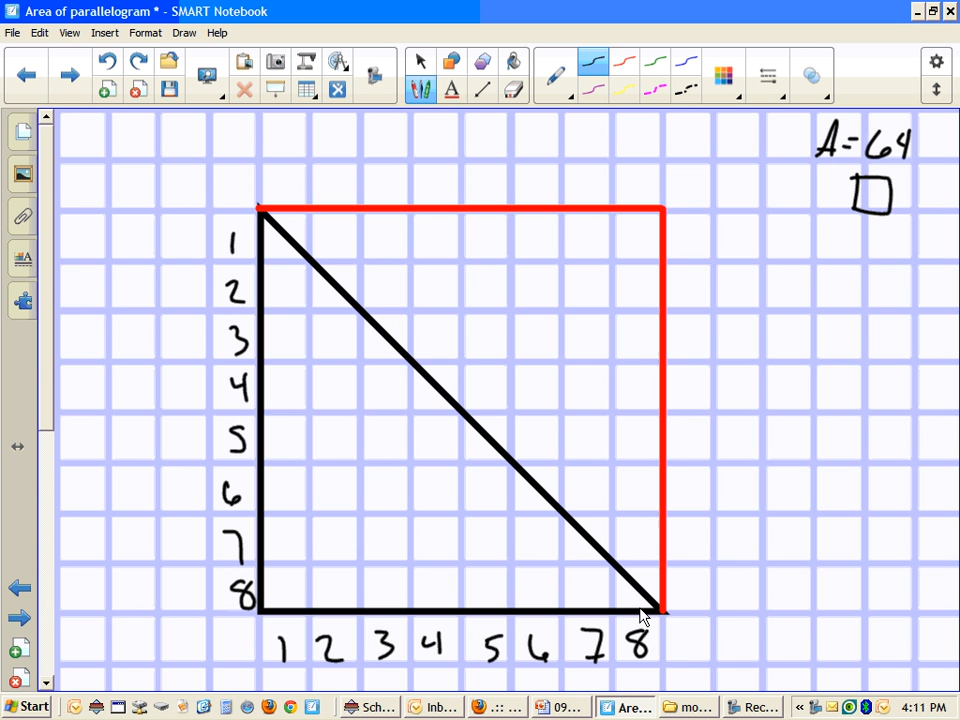 Area of parallelogram * - SMART Notebook
File Edit View Insert Format Draw Help
A
A = 64
1
2
3
4
5
6
7
8
1 2 3 4 5 6 7 8
Start Sch... Inb... .::... 09... Are... mo... Rec... « 4:11 PM